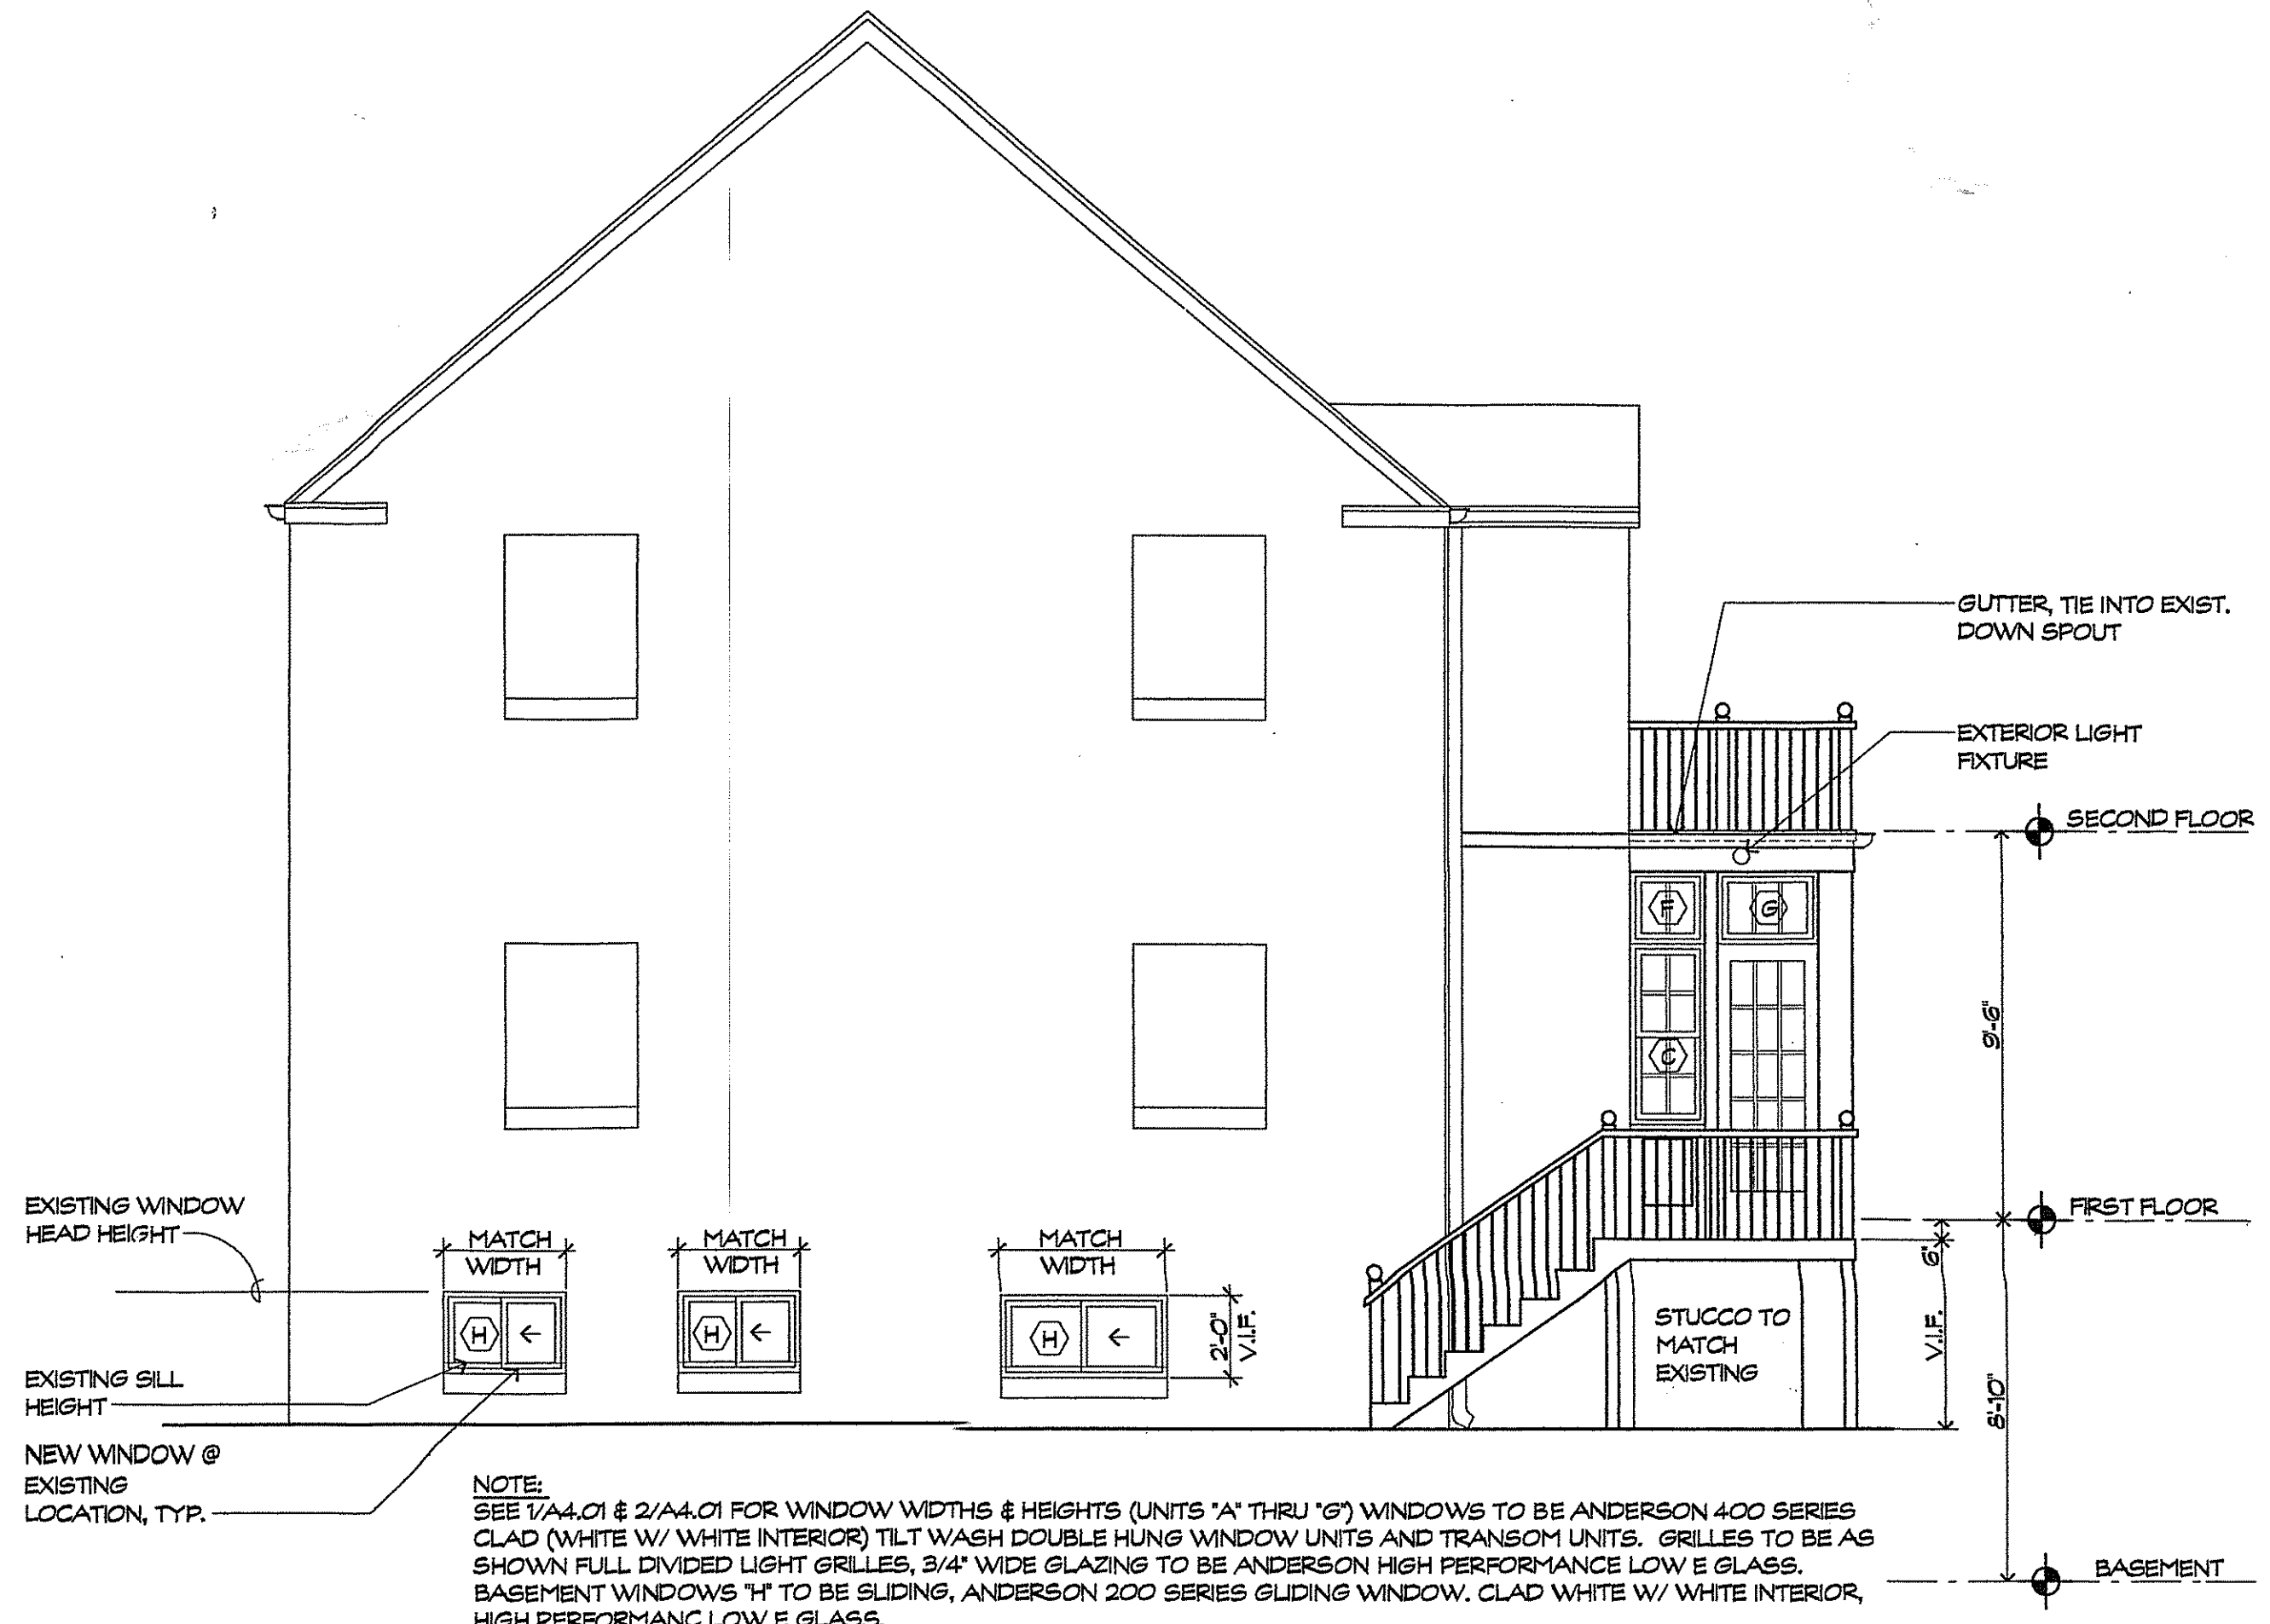 GUTTER, TIE INTO EXIST.
DOWN SPOUT
EXTERIOR LIGHT
FIXTURE
SECOND FLOOR
F
G
9'-6"
C
FIRST FLOOR
EXISTING WINDOW
HEAD HEIGHT
MATCH
WIDTH
MATCH
WIDTH
MATCH
WIDTH
6"
H
H
H
2'-0"
V.I.F.
STUCCO TO
MATCH
EXISTING
V.I.F.
8'-10"
EXISTING SILL
HEIGHT
NEW WINDOW @
EXISTING
LOCATION, TYP.
NOTE:
SEE 1/A4.01 & 2/A4.01 FOR WINDOW WIDTHS & HEIGHTS (UNITS "A" THRU "G") WINDOWS TO BE ANDERSON 400 SERIES
CLAD (WHITE W/ WHITE INTERIOR) TILT WASH DOUBLE HUNG WINDOW UNITS AND TRANSOM UNITS. GRILLES TO BE AS
SHOWN FULL DIVIDED LIGHT GRILLES, 3/4" WIDE GLAZING TO BE ANDERSON HIGH PERFORMANCE LOW E GLASS.
BASEMENT WINDOWS "H" TO BE SLIDING, ANDERSON 200 SERIES GLIDING WINDOW. CLAD WHITE W/ WHITE INTERIOR,
HIGH PERFORMANC LOW E GLASS.
BASEMENT